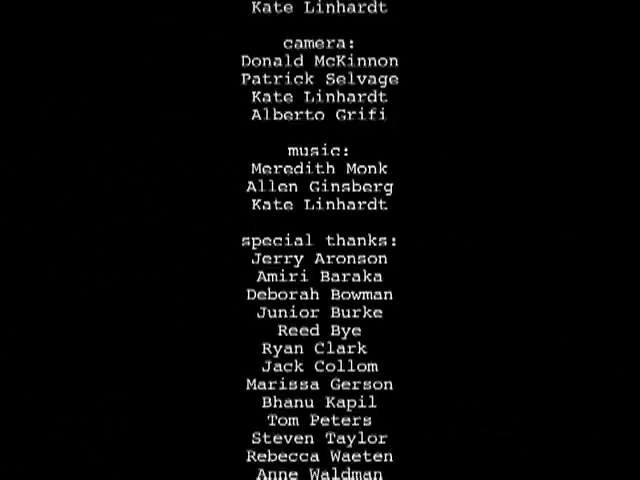 Kate Linhardt
camera:
Donald McKinnon
Patrick Selvage
Kate Linhardt
Alberto Grifi
music:
Meredith Monk
Allen Ginsberg
Kate Linhardt
special thanks:
Jerry Aronson
Amiri Baraka
Deborah Bowman
Junior Burke
Reed Bye
Ryan Clark
Jack Collom
Marissa Gerson
Bhanu Kapil
Tom Peters
Steven Taylor
Rebecca Waeten
Anne Waldman